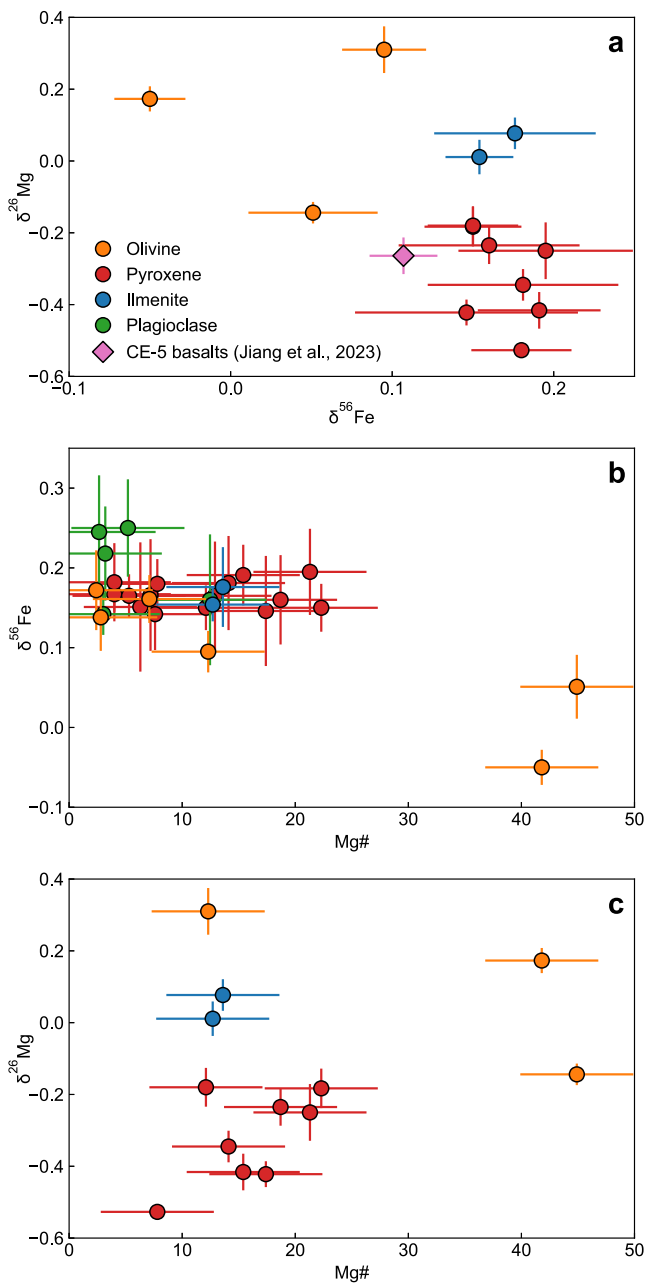 a
0.4
0.2
0.0
−0.2
−0.4
−0.6
δ²⁶Mg
Olivine
Pyroxene
Ilmenite
Plagioclase
CE-5 basalts (Jiang et al., 2023)
−0.1 0.0 0.1 0.2
δ⁵⁶Fe
b
0.3
0.2
0.1
0.0
−0.1
δ⁵⁶Fe
0 10 20 30 40 50
Mg#
c
0.4
0.2
0.0
−0.2
−0.4
−0.6
δ²⁶Mg
0 10 20 30 40 50
Mg#